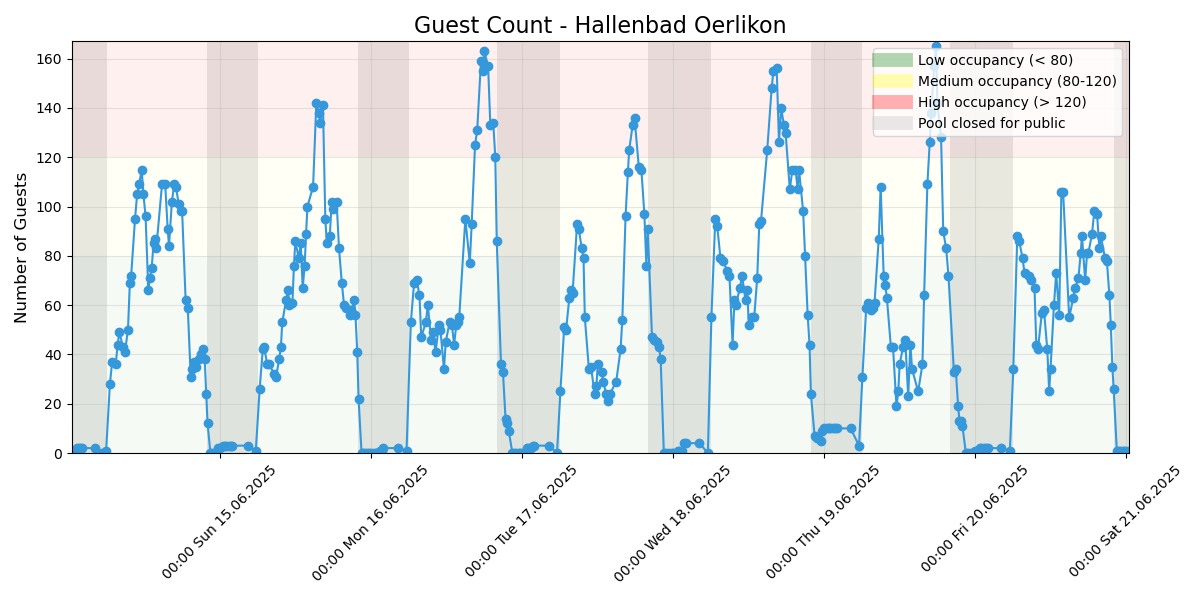 Guest Count - Hallenbad Oerlikon
Number of Guests
160
140
120
100
80
60
40
20
0
Low occupancy (< 80)
Medium occupancy (80-120)
High occupancy (> 120)
Pool closed for public
00:00 Sun 15.06.2025
00:00 Mon 16.06.2025
00:00 Tue 17.06.2025
00:00 Wed 18.06.2025
00:00 Thu 19.06.2025
00:00 Fri 20.06.2025
00:00 Sat 21.06.2025